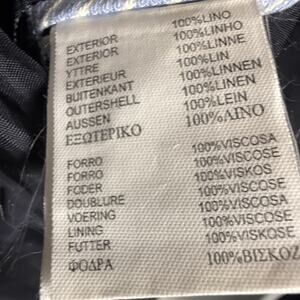 EXTERIOR 100%LINO
EXTERIOR 100%LINHO
YTTRE 100%LINNE
EXTERIEUR 100%LIN
BUITENKANT 100%LINNEN
OUTERSHELL 100%LINEN
AUSSEN 100%LEIN
ΕΞΩΤΕΡΙΚΟ 100%ΛΙΝΟ
FORRO 100%VISCOSA
FORRO 100%VISCOSE
FODER 100%VISKOS
DOUBLURE 100%VISCOSE
VOERING 100%VISCOSE
LINING 100%VISCOSE
FUTTER 100%VISKOSE
ΦΟΔΡΑ 100%ΒΙΣΚΟΖ